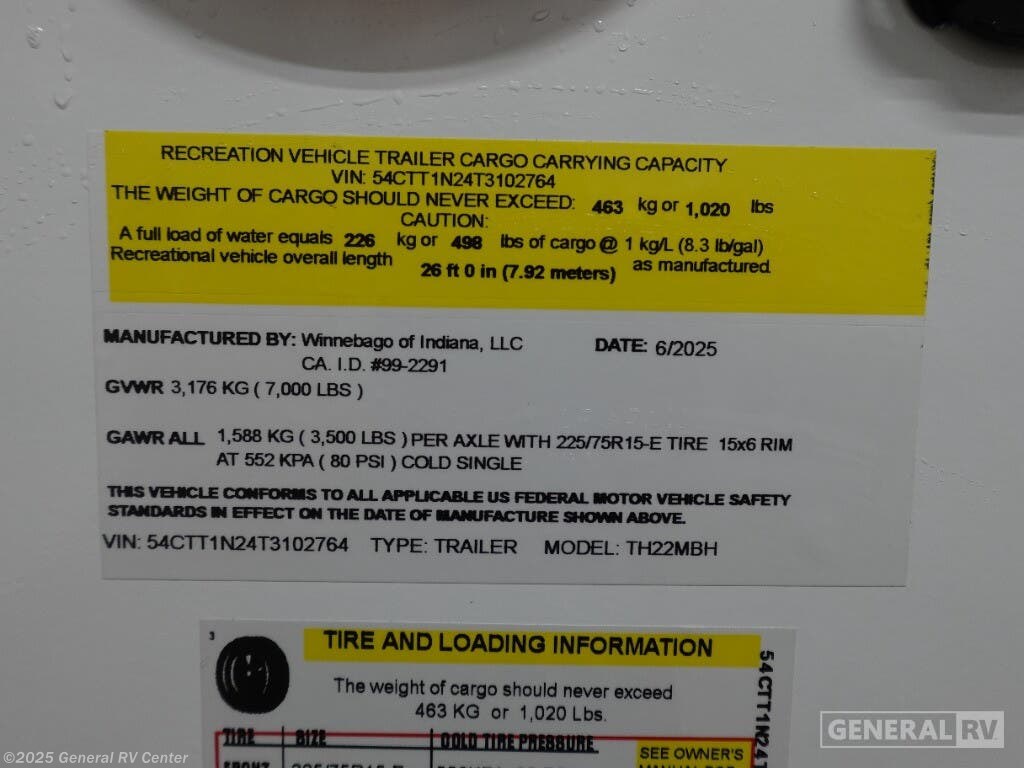 RECREATION VEHICLE TRAILER CARGO CARRYING CAPACITY
VIN: 54CTT1N24T3102764
THE WEIGHT OF CARGO SHOULD NEVER EXCEED: 463 kg or 1,020 lbs
CAUTION:
A full load of water equals 226 kg or 498 lbs of cargo @ 1 kg/L (8.3 lb/gal)
Recreational vehicle overall length 26 ft 0 in (7.92 meters) as manufactured
MANUFACTURED BY: Winnebago of Indiana, LLC DATE: 6/2025
CA. I.D. #99-2291
GVWR 3,176 KG ( 7,000 LBS )
GAWR ALL 1,588 KG ( 3,500 LBS ) PER AXLE WITH 225/75R15-E TIRE 15x6 RIM
AT 552 KPA ( 80 PSI ) COLD SINGLE
THIS VEHICLE CONFORMS TO ALL APPLICABLE US FEDERAL MOTOR VEHICLE SAFETY
STANDARDS IN EFFECT ON THE DATE OF MANUFACTURE SHOWN ABOVE.
VIN: 54CTT1N24T3102764 TYPE: TRAILER MODEL: TH22MBH
3
TIRE AND LOADING INFORMATION
The weight of cargo should never exceed
463 KG or 1,020 Lbs.
TIRE SIZE COLD TIRE PRESSURE
SEE OWNER'S
54CTT1N24T
GENERAL RV
©2025 General RV Center